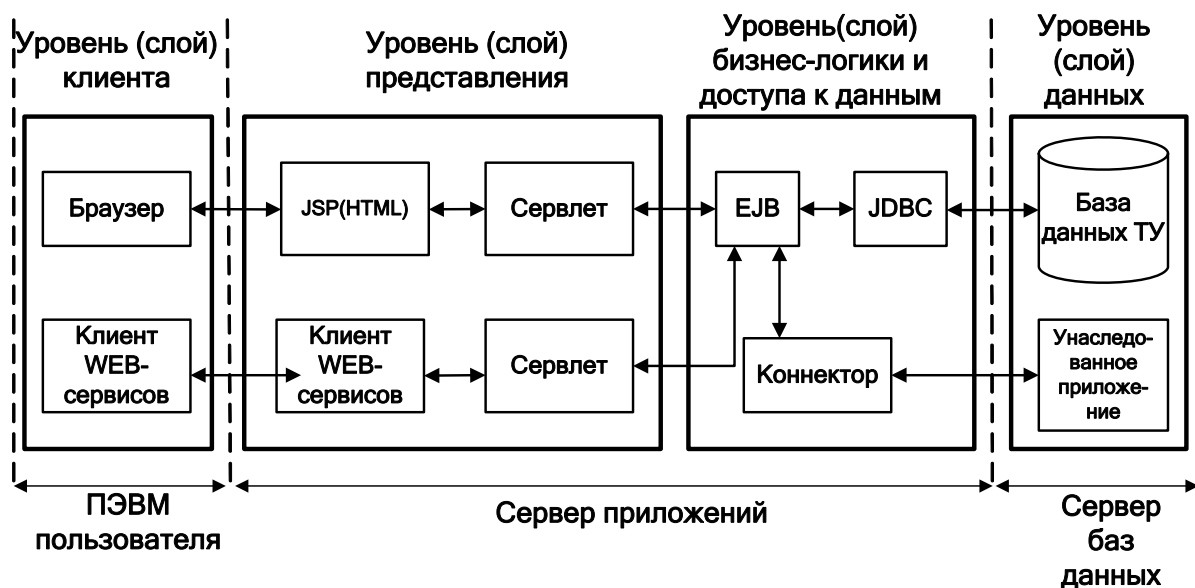 Уровень (слой)
клиента
Уровень (слой)
представления
Уровень(слой)
бизнес-логики и
доступа к данным
Уровень
(слой)
данных
Браузер
JSP(HTML)
Сервлет
EJB
JDBC
База
данных ТУ
Клиент
WEB-
сервисов
Клиент
WEB-
сервисов
Сервлет
Коннектор
Унаследо-
ванное
приложе-
ние
ПЭВМ
пользователя
Сервер приложений
Сервер
баз
данных